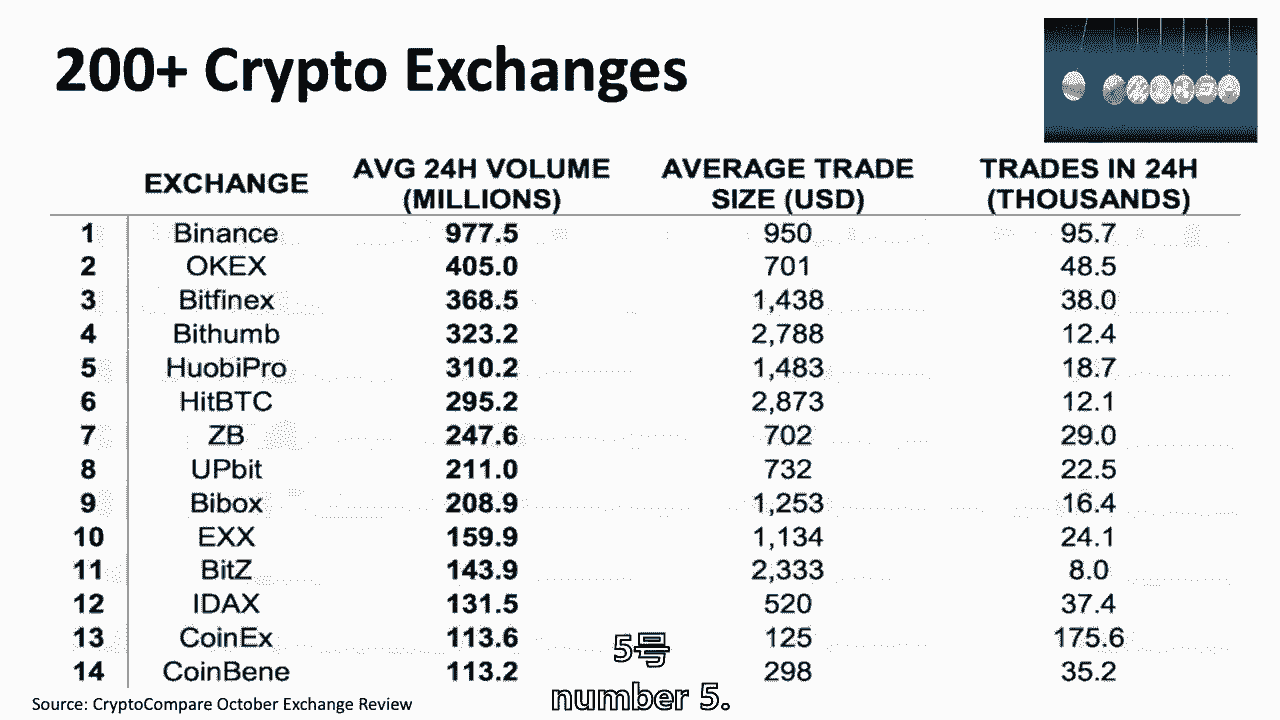 200+ Crypto Exchanges
EXCHANGE AVG 24H VOLUME (MILLIONS) AVERAGE TRADE SIZE (USD) TRADES IN 24H (THOUSANDS)
1 Binance 977.5 950 95.7
2 OKEX 405.0 701 48.5
3 Bitfinex 368.5 1,438 38.0
4 Bithumb 323.2 2,788 12.4
5 HuobiPro 310.2 1,483 18.7
6 HitBTC 295.2 2,873 12.1
7 ZB 247.6 702 29.0
8 UPbit 211.0 732 22.5
9 Bibox 208.9 1,253 16.4
10 EXX 159.9 1,134 24.1
11 BitZ 143.9 2,333 8.0
12 IDAX 131.5 520 37.4
13 CoinEx 113.6 125 175.6
14 CoinBene 113.2 298 35.2
5号
number 5.
Source: CryptoCompare October Exchange Review